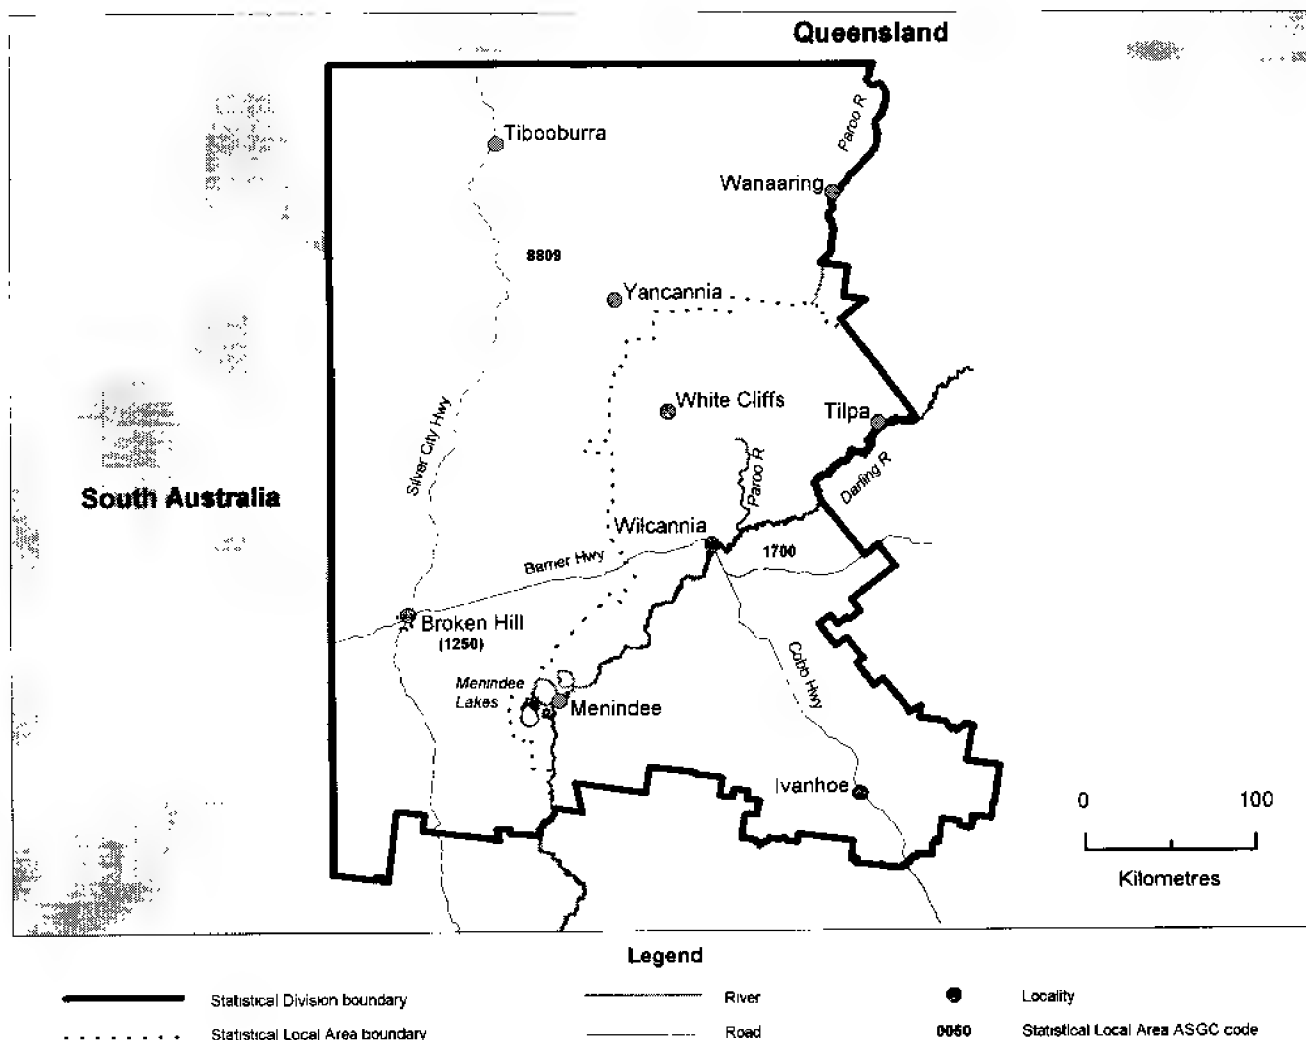 Queensland
Paroo R
Tibooburra
Wanaaring
8809
Yancannia
White Cliffs
Tilpa
Silver City Hwy
Paroo R
Darling R
South Australia
Wilcannia
1700
Barrier Hwy
Broken Hill
(1250)
Cobb Hwy
Menindee
Lakes
Menindee
Ivanhoe
0 100
Kilometres
Legend
Statistical Division boundary
River
Locality
Statistical Local Area boundary
Road
0050 Statistical Local Area ASGC code